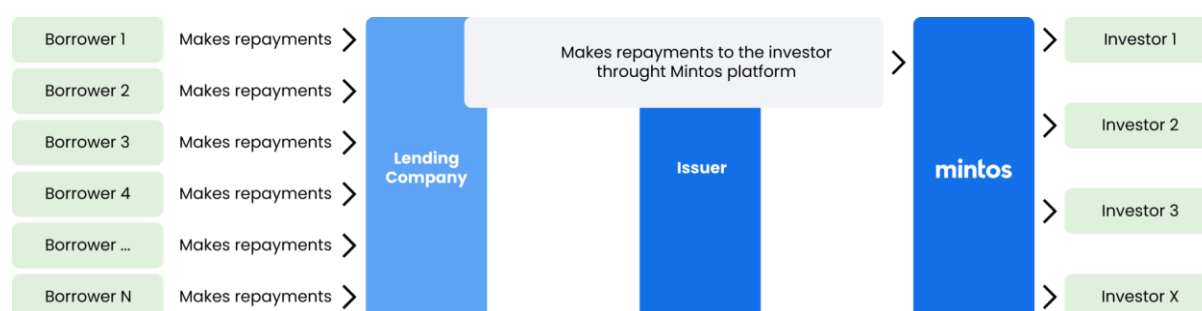 Borrower 1 Makes repayments
Borrower 2 Makes repayments
Borrower 3 Makes repayments
Borrower 4 Makes repayments
Borrower ... Makes repayments
Borrower N Makes repayments
Lending
Company
Makes repayments to the investor
throught Mintos platform
Issuer
mintos
Investor 1
Investor 2
Investor 3
Investor X